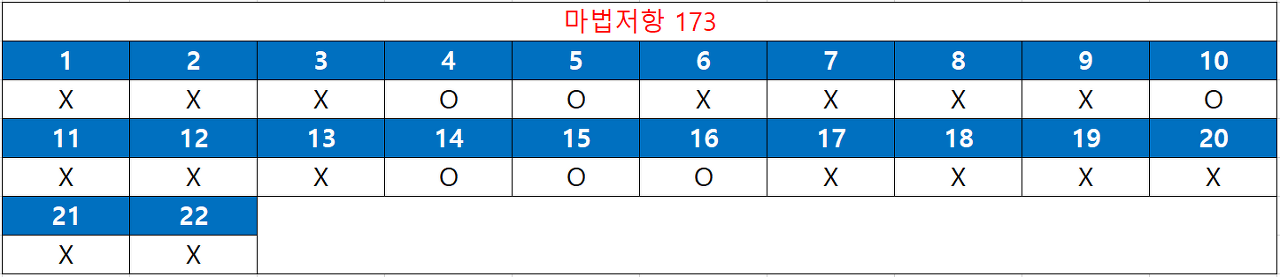 마법저항 173
1 2 3 4 5 6 7 8 9 10
X X X O O X X X X O
11 12 13 14 15 16 17 18 19 20
X X X O O O X X X X
21 22
X X